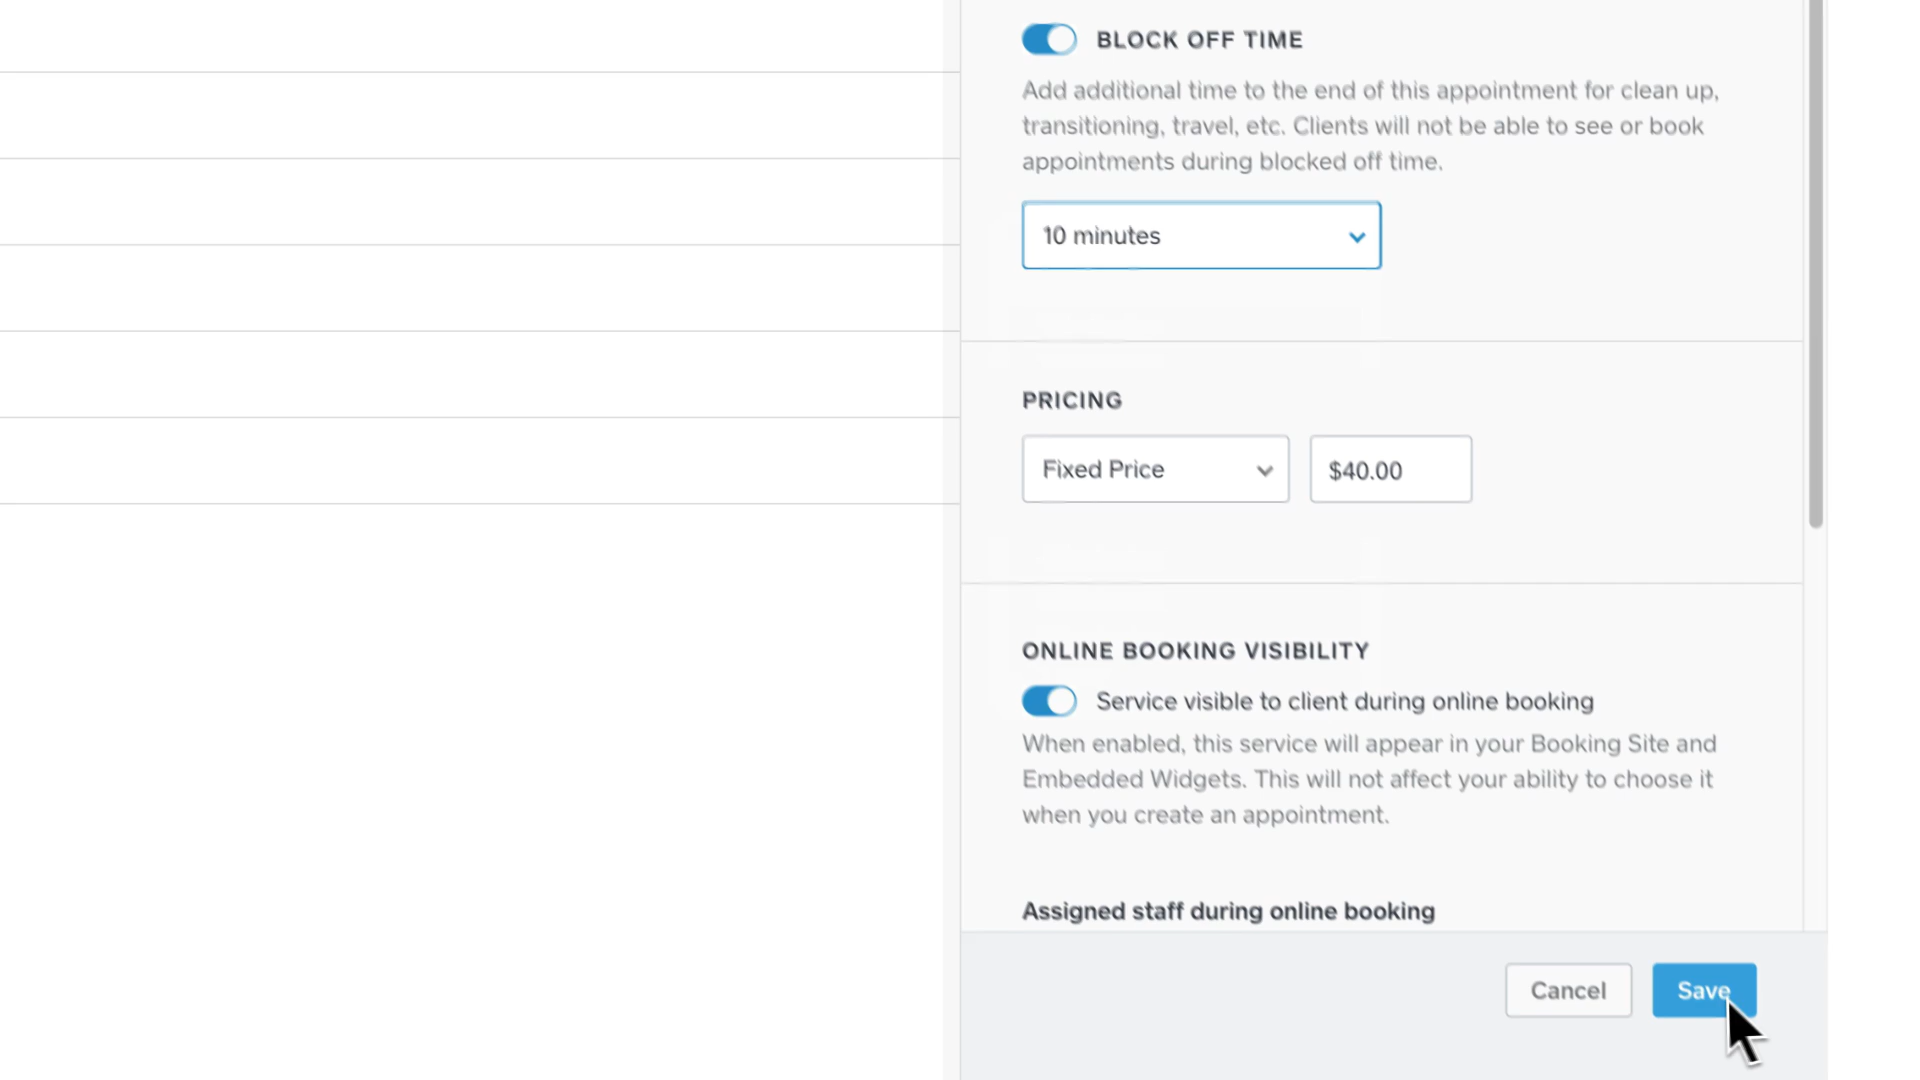 BLOCK OFF TIME
Add additional time to the end of this appointment for clean up,
transitioning, travel, etc. Clients will not be able to see or book
appointments during blocked off time.
10 minutes
PRICING
Fixed Price
$40.00
ONLINE BOOKING VISIBILITY
Service visible to client during online booking
When enabled, this service will appear in your Booking Site and
Embedded Widgets. This will not affect your ability to choose it
when you create an appointment.
Assigned staff during online booking
Cancel
Save